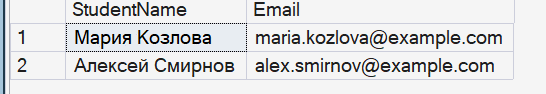 StudentName Email
1 Мария Козлова maria.kozlova@example.com
2 Алексей Смирнов alex.smirnov@example.com